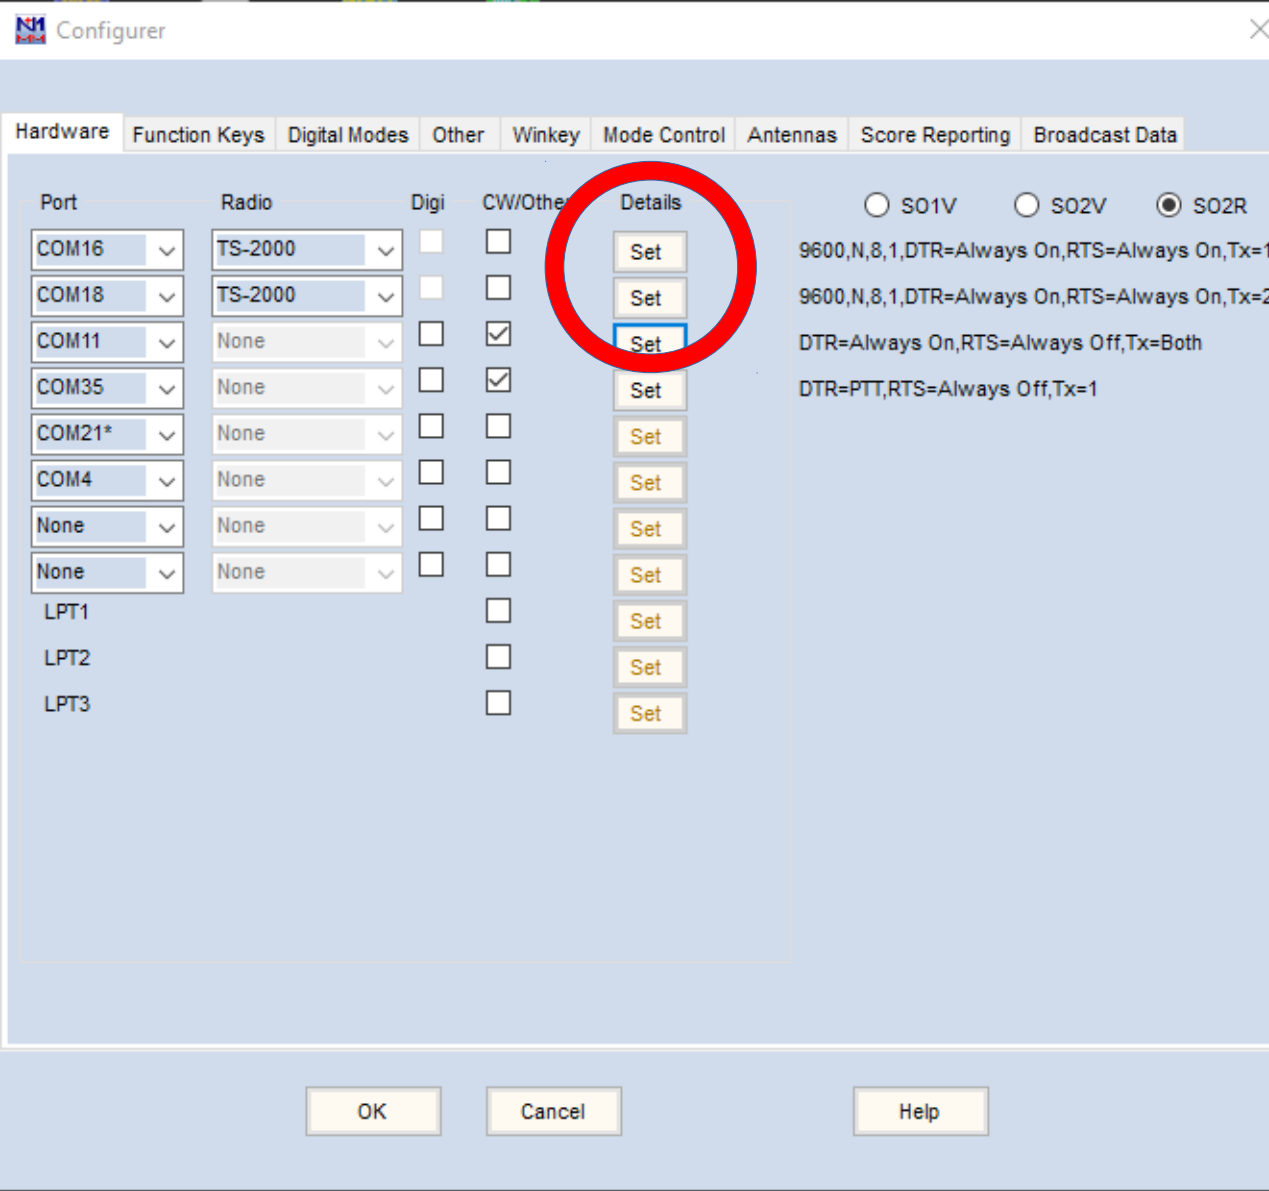 Configurer
Hardware Function Keys Digital Modes Other Winkey Mode Control Antennas Score Reporting Broadcast Data
Port Radio Digi CW/Other Details SO1V SO2V SO2R
COM16 TS-2000 Set 9600,N,8,1,DTR=Always On,RTS=Always On,Tx=1
COM18 TS-2000 Set 9600,N,8,1,DTR=Always On,RTS=Always On,Tx=2
COM11 None Set DTR=Always On,RTS=Always Off,Tx=Both
COM35 None Set DTR=PTT,RTS=Always Off,Tx=1
COM21* None Set
COM4 None Set
None None Set
None None Set
LPT1 Set
LPT2 Set
LPT3 Set
OK Cancel Help